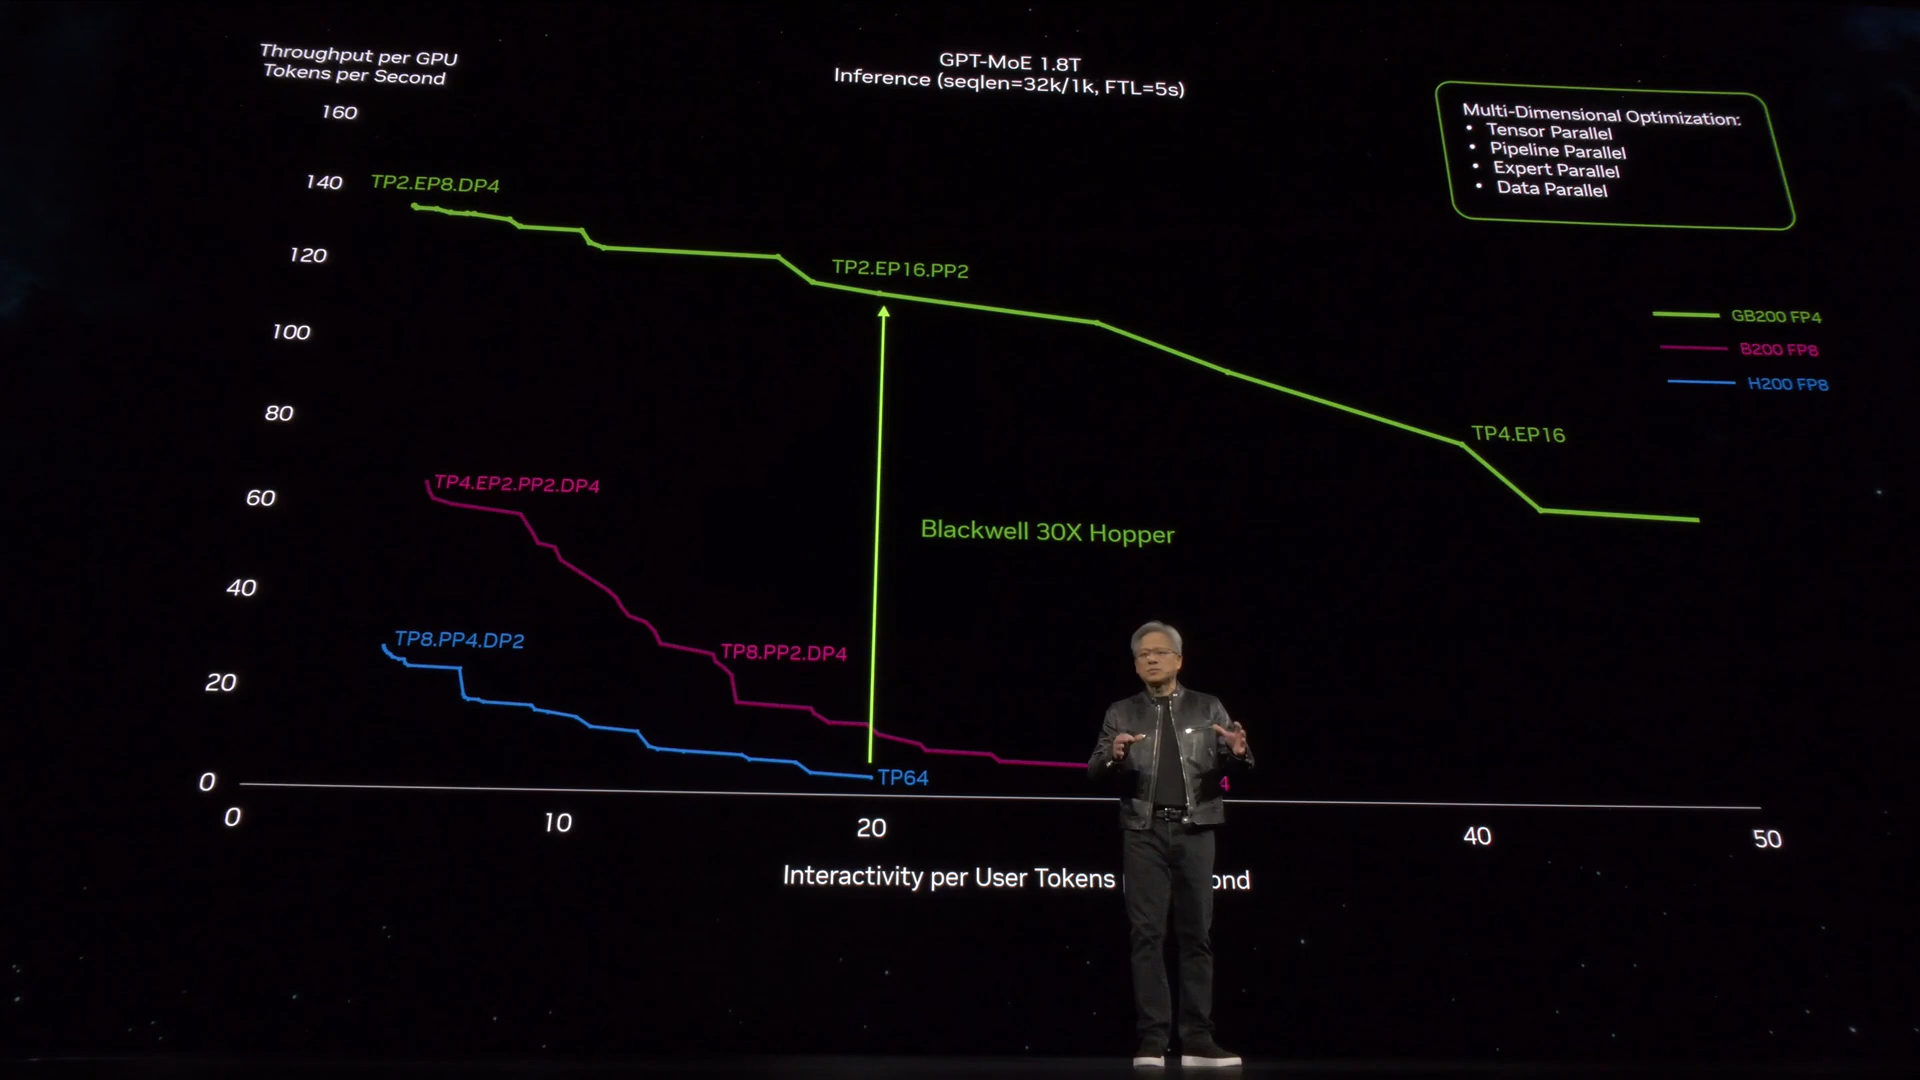 Throughput per GPU
Tokens per Second
GPT-MoE 1.8T
Inference (seqlen=32k/1k, FTL=5s)
Multi-Dimensional Optimization:
• Tensor Parallel
• Pipeline Parallel
• Expert Parallel
• Data Parallel
160
140
120
100
80
60
40
20
0
TP2.EP8.DP4
TP2.EP16.PP2
TP4.EP16
GB200 FP4
B200 FP8
H200 FP8
TP4.EP2.PP2.DP4
Blackwell 30X Hopper
TP8.PP4.DP2
TP8.PP2.DP4
TP64
4
0
10
20
40
50
Interactivity per User Tokens